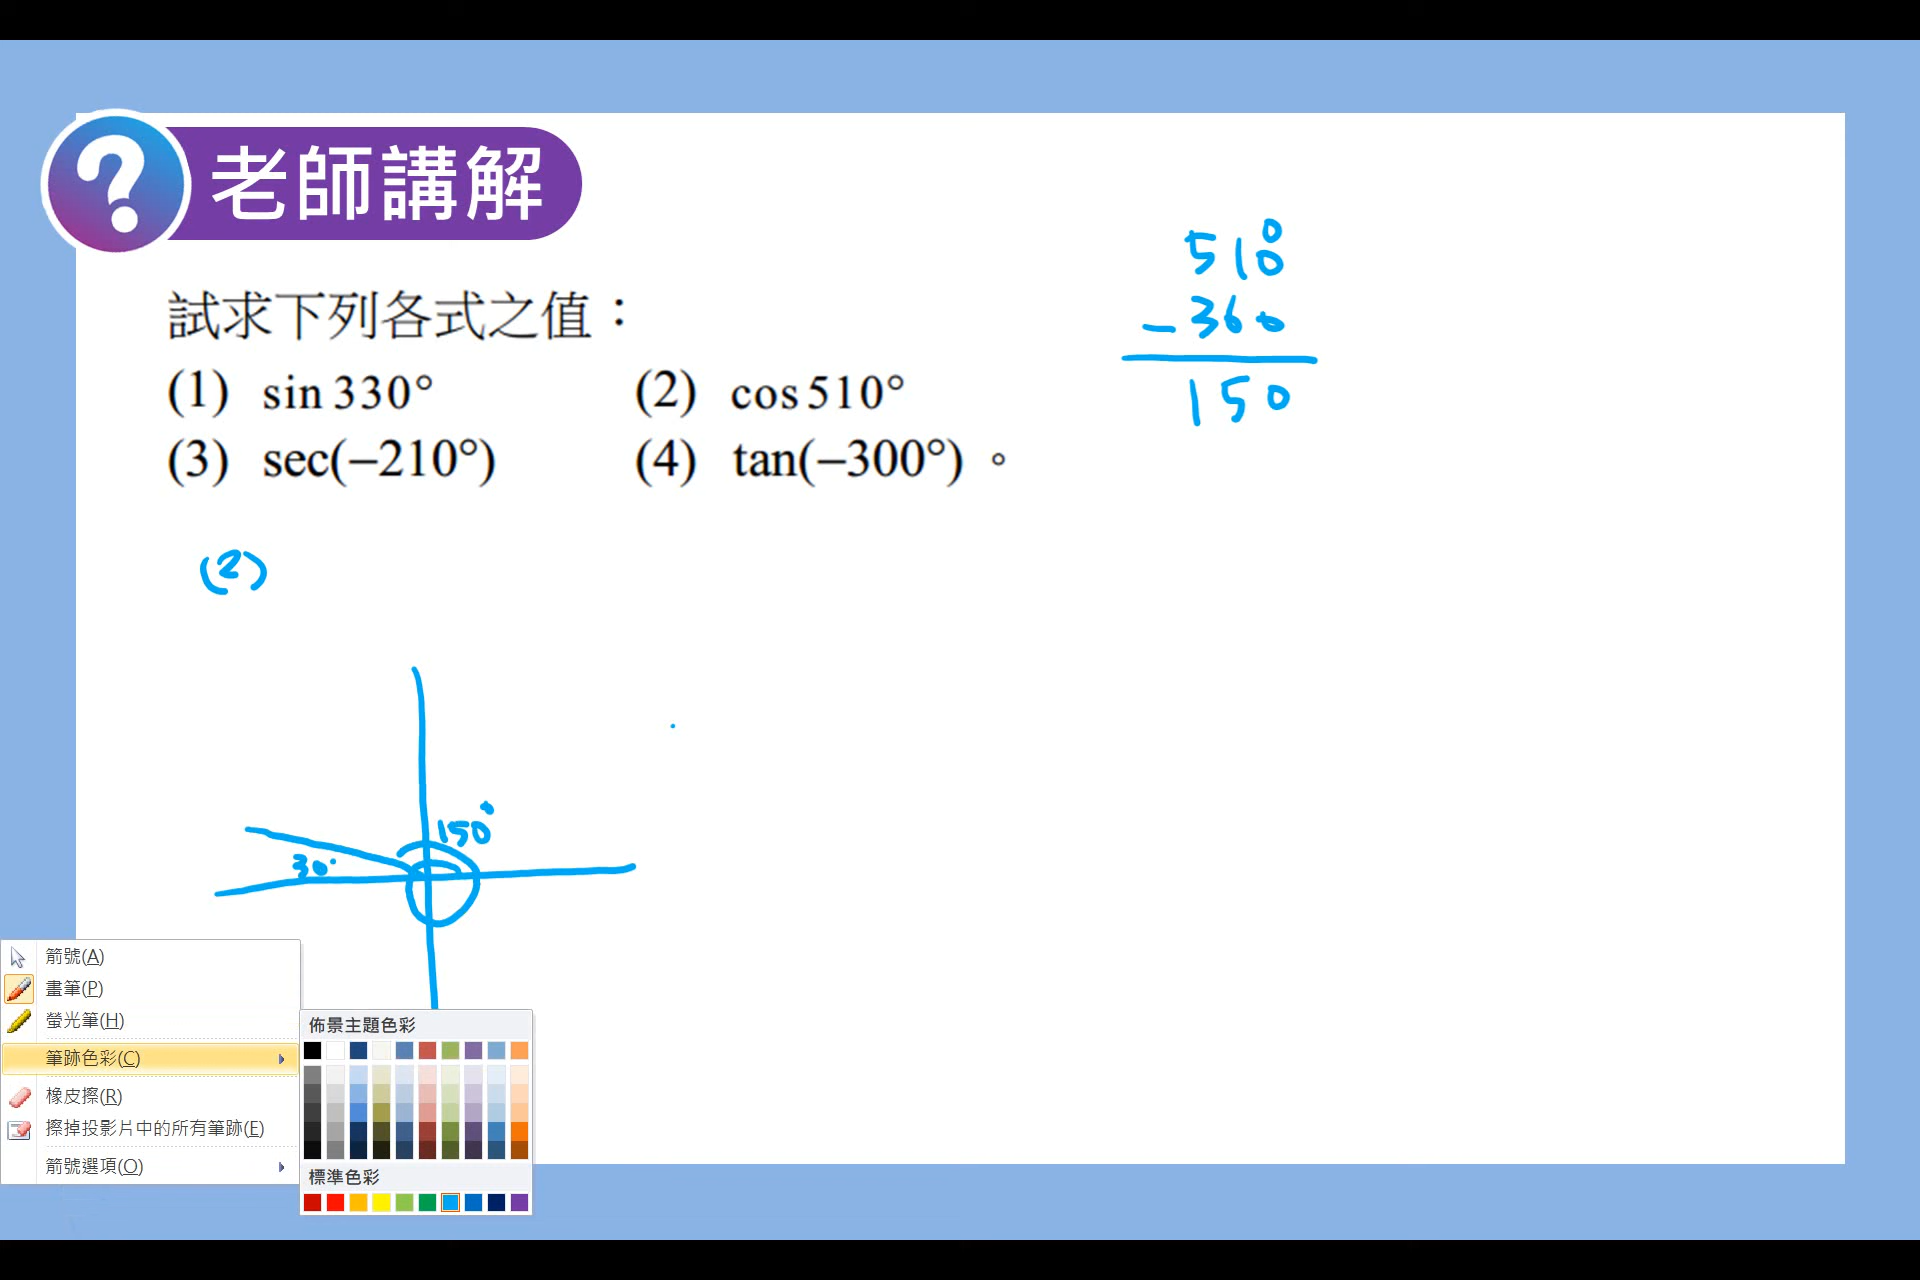 老師講解
試求下列各式之值：
(1) sin 330° (2) cos 510°
(3) sec(−210°) (4) tan(−300°)。
510
0
− 360
150
(2)
150°
30°
箭號(A)
畫筆(P)
螢光筆(H)
筆跡色彩(C)
橡皮擦(R)
擦掉投影片中的所有筆跡(E)
箭號選項(O)
佈景主題色彩
標準色彩